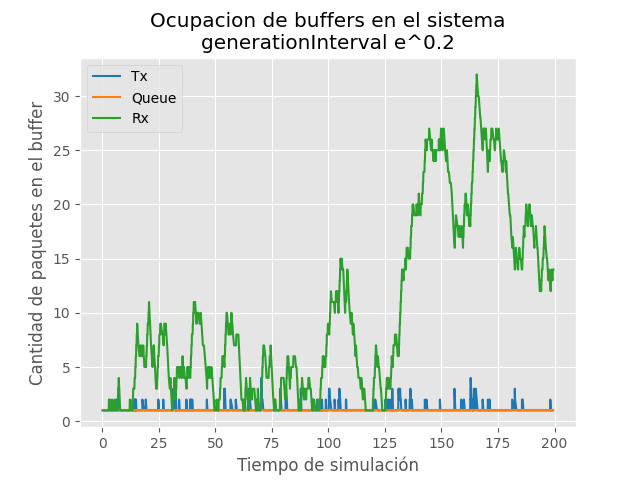 Ocupacion de buffers en el sistema
generationInterval e^0.2
Tx
Queue
Rx
Cantidad de paquetes en el buffer
30
25
20
15
10
5
0
0 25 50 75 100 125 150 175 200
Tiempo de simulación